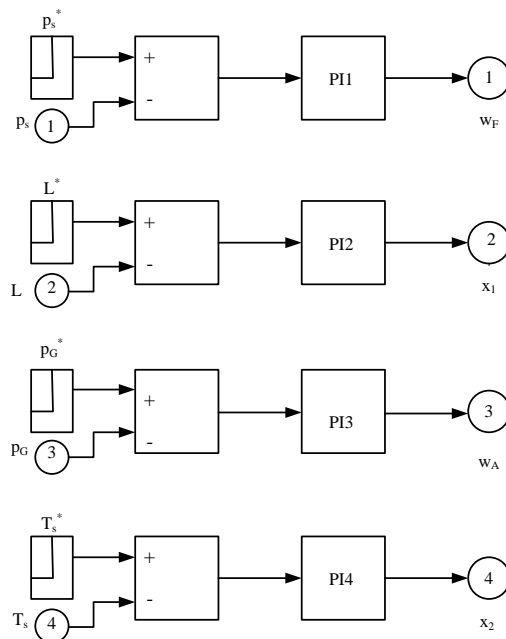 p_s^*
+
-
PI1
1
1
p_s
w_F
L^*
+
-
PI2
2
2
L
x_1
p_G^*
+
-
PI3
3
3
p_G
w_A
T_s^*
+
-
PI4
4
4
T_s
x_2